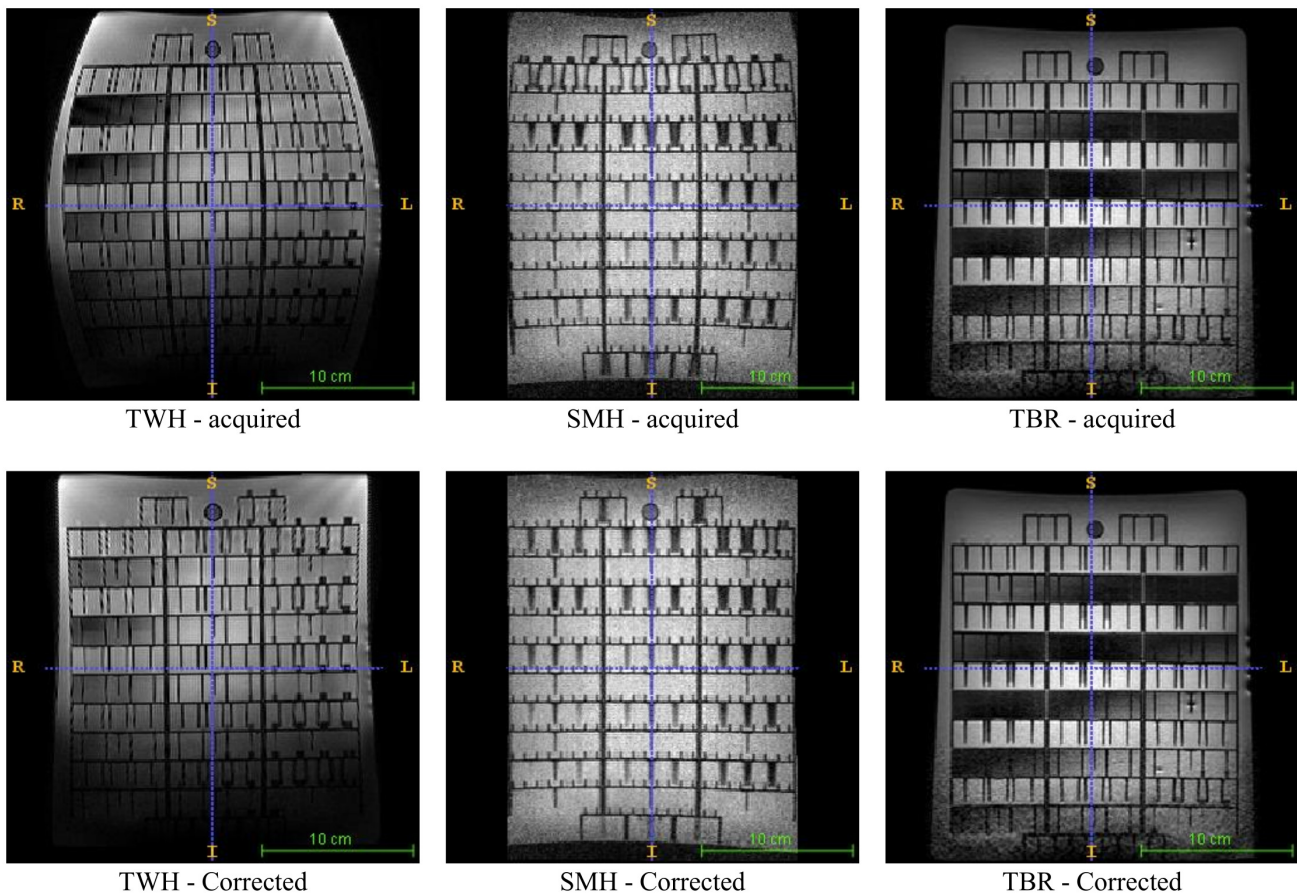 S
S
S
R
L
R
L
R
L
10 cm
10 cm
10 cm
I
I
I
TWH - acquired
SMH - acquired
TBR - acquired
S
S
S
R
L
R
L
R
L
10 cm
10 cm
10 cm
I
I
I
TWH - Corrected
SMH - Corrected
TBR - Corrected